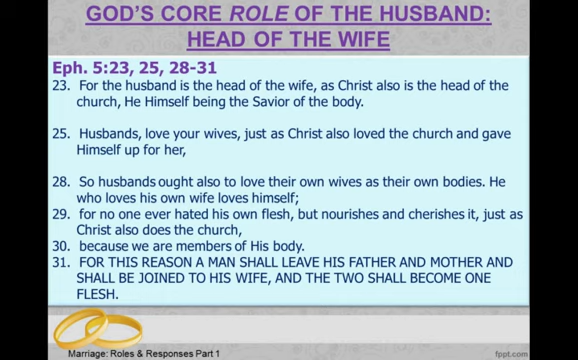 GOD'S CORE ROLE OF THE HUSBAND:
HEAD OF THE WIFE
Eph. 5:23, 25, 28-31
23. For the husband is the head of the wife, as Christ also is the head of the
church, He Himself being the Savior of the body.
25. Husbands, love your wives, just as Christ also loved the church and gave
Himself up for her,
28. So husbands ought also to love their own wives as their own bodies. He
who loves his own wife loves himself;
29. for no one ever hated his own flesh, but nourishes and cherishes it, just as
Christ also does the church,
30. because we are members of His body.
31. FOR THIS REASON A MAN SHALL LEAVE HIS FATHER AND MOTHER AND
SHALL BE JOINED TO HIS WIFE, AND THE TWO SHALL BECOME ONE
FLESH.
Marriage: Roles & Responses Part 1
fppt.com